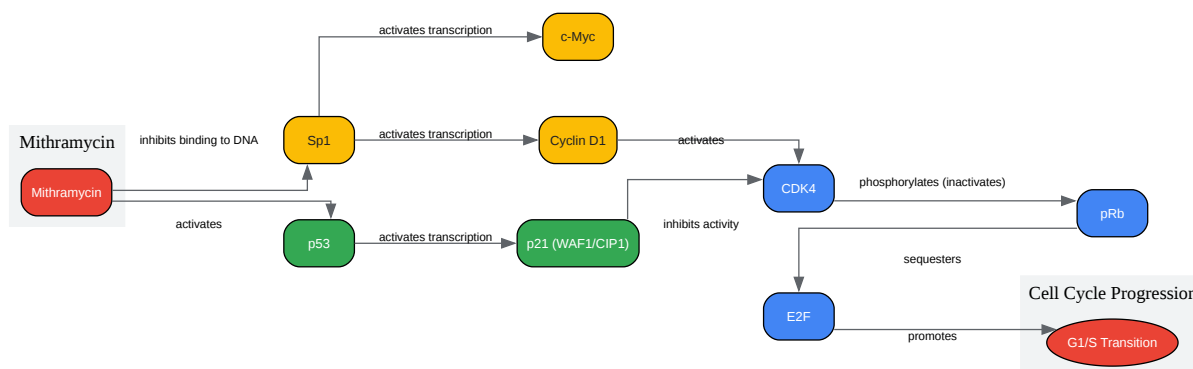 activates transcription
c-Myc
Mithramycin
inhibits binding to DNA
Sp1
activates transcription
Cyclin D1
activates
Mithramycin
CDK4
phosphorylates (inactivates)
pRb
activates
p53
activates transcription
p21 (WAF1/CIP1)
inhibits activity
sequesters
Cell Cycle Progression
E2F
promotes
G1/S Transition